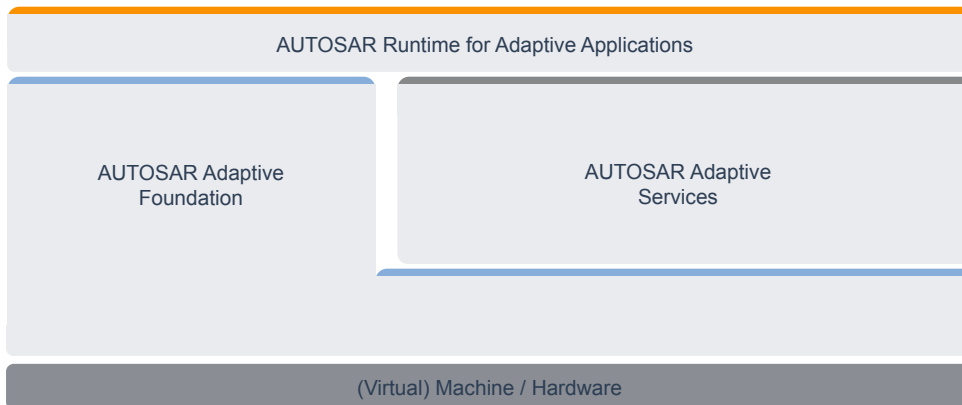 AUTOSAR Runtime for Adaptive Applications
AUTOSAR Adaptive
Foundation
AUTOSAR Adaptive
Services
(Virtual) Machine / Hardware